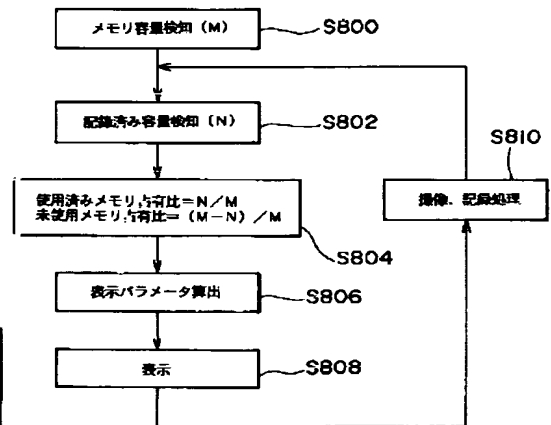 メモリ容量検知(M)
S800
記録済み容量検知(N)
S802
使用済みメモリ占有比=N/M
未使用メモリ占有比=(M-N)/M
S804
表示パラメータ算出
S806
表示
S808
撮像、記録処理
S810